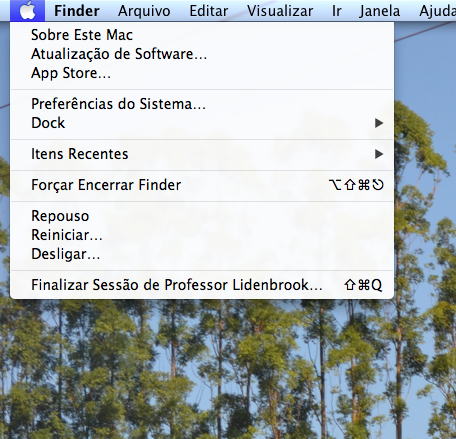 Finder Arquivo Editar Visualizar Ir Janela Ajuda
Sobre Este Mac
Atualização de Software...
App Store...
Preferências do Sistema...
Dock
Itens Recentes
Forçar Encerrar Finder ⌥⇧⌘⎋
Repouso
Reiniciar...
Desligar...
Finalizar Sessão de Professor Lidenbrook... ⇧⌘Q